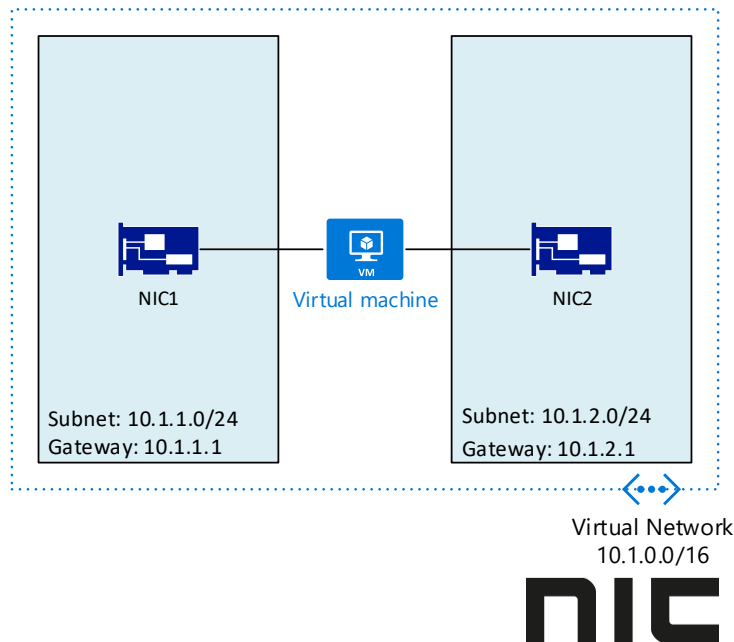 VM
NIC1
Virtual machine
NIC2
Subnet: 10.1.1.0/24
Gateway: 10.1.1.1
Subnet: 10.1.2.0/24
Gateway: 10.1.2.1
Virtual Network
10.1.0.0/16
nic